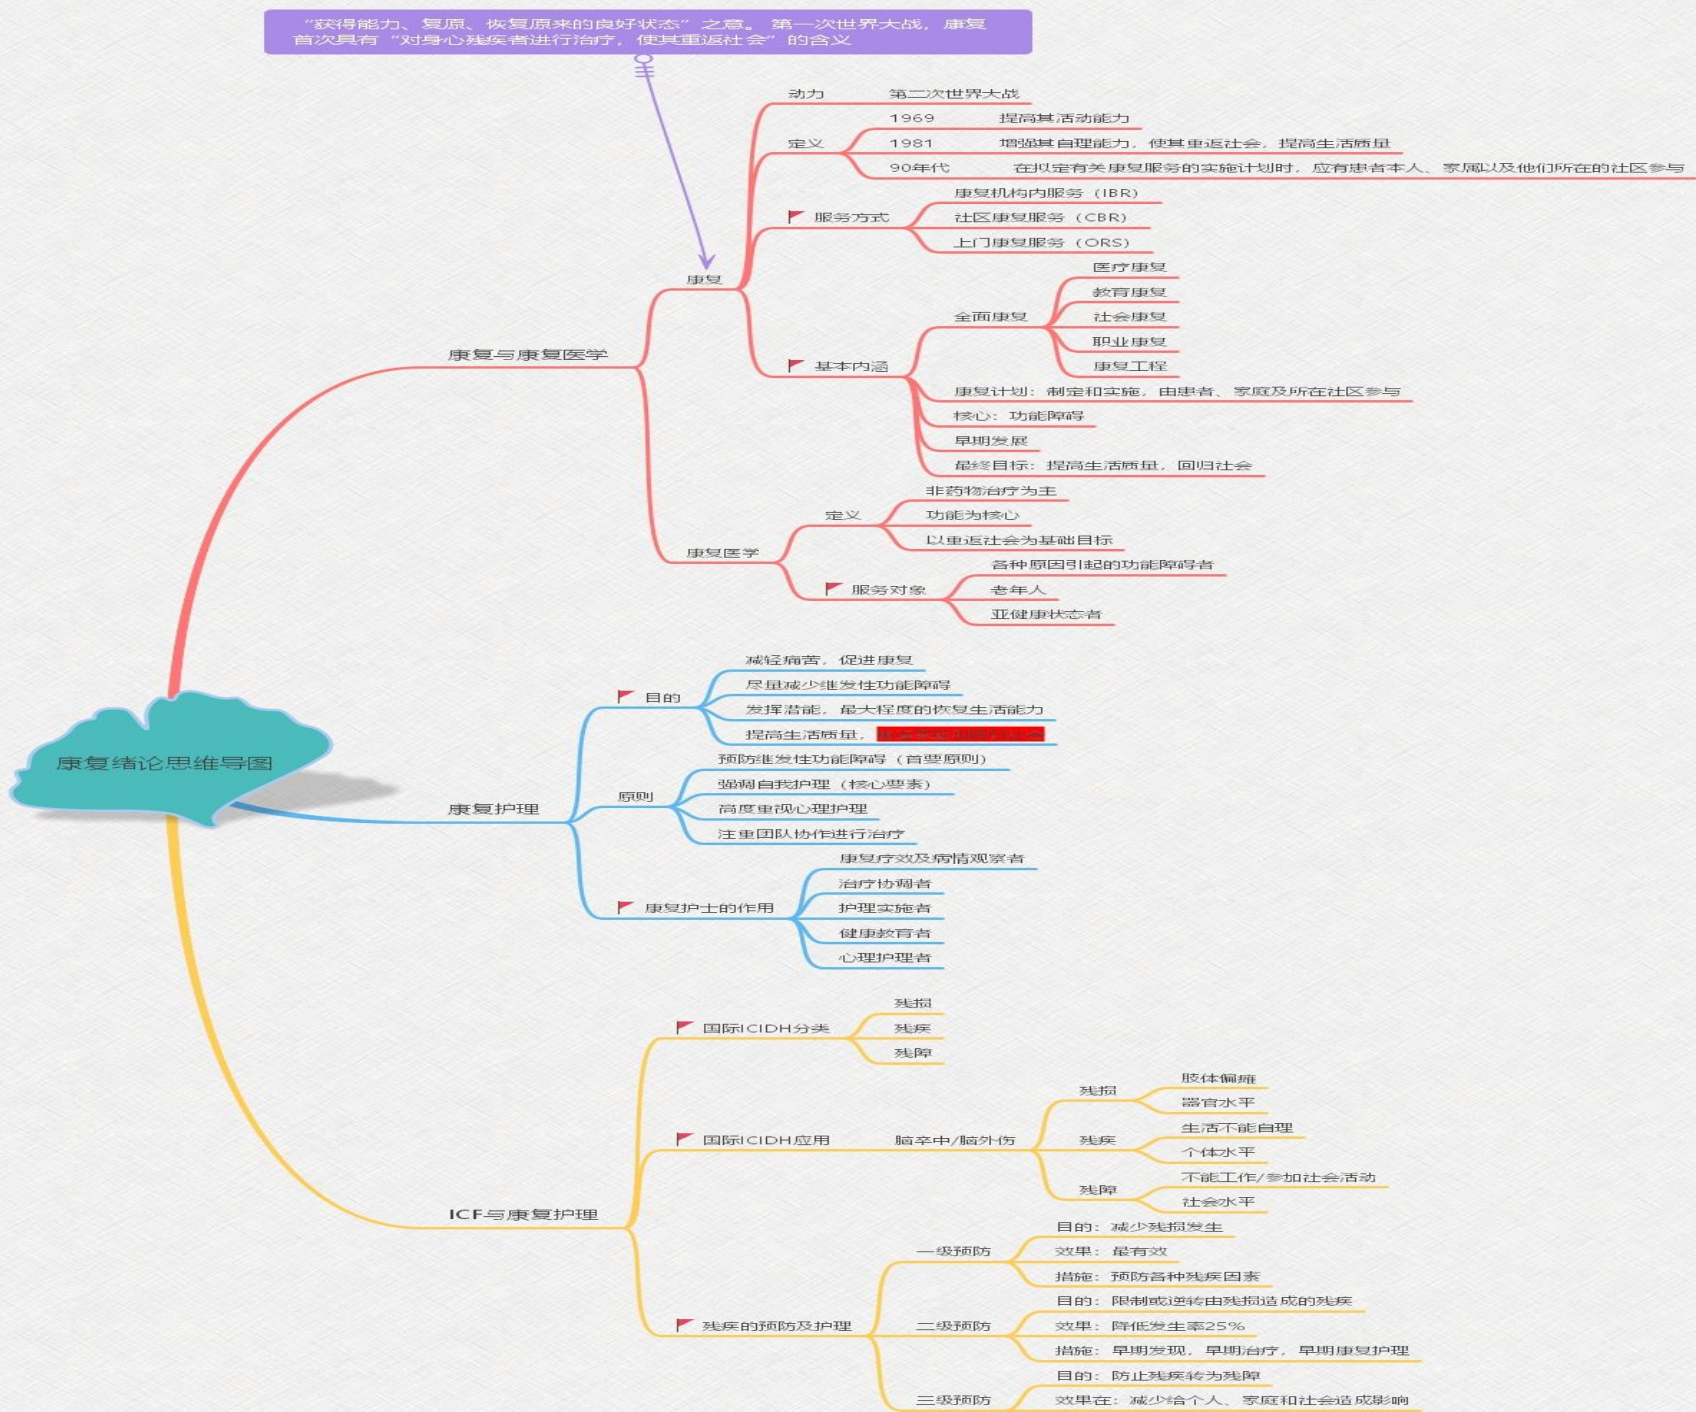 “获得能力、复原、恢复原来的良好状态”之意。 第一次世界大战，康复
首次具有“对身心残疾者进行治疗，使其重返社会”的含义
康复绪论思维导图
康复与康复医学
康复
动力
第二次世界大战
定义
1969
提高其活动能力
1981
增强其自理能力，使其重返社会，提高生活质量
90年代
在拟定有关康复服务的实施计划时，应有患者本人、家属以及他们所在的社区参与
服务方式
康复机构内服务（IBR）
社区康复服务（CBR）
上门康复服务（ORS）
基本内涵
全面康复
医疗康复
教育康复
社会康复
职业康复
康复工程
康复计划：制定和实施，由患者、家庭及所在社区参与
核心：功能障碍
早期发展
最终目标：提高生活质量，回归社会
康复医学
定义
非药物治疗为主
功能为核心
以重返社会为基础目标
服务对象
各种原因引起的功能障碍者
老年人
亚健康状态者
康复护理
目的
减轻痛苦，促进康复
尽量减少继发性功能障碍
发挥潜能，最大程度的恢复生活能力
提高生活质量，
原则
预防继发性功能障碍（首要原则）
强调自我护理（核心要素）
高度重视心理护理
注重团队协作进行治疗
康复护士的作用
康复疗效及病情观察者
治疗协调者
护理实施者
健康教育者
心理护理者
ICF与康复护理
国际ICIDH分类
残损
残疾
残障
国际ICIDH应用
脑卒中/脑外伤
残损
肢体偏瘫
器官水平
残疾
生活不能自理
个体水平
残障
不能工作/参加社会活动
社会水平
残疾的预防及护理
一级预防
目的：减少残损发生
效果：最有效
措施：预防各种残疾因素
二级预防
目的：限制或逆转由残损造成的残疾
效果：降低发生率25%
措施：早期发现，早期治疗，早期康复护理
三级预防
目的：防止残疾转为残障
效果在：减少给个人、家庭和社会造成影响